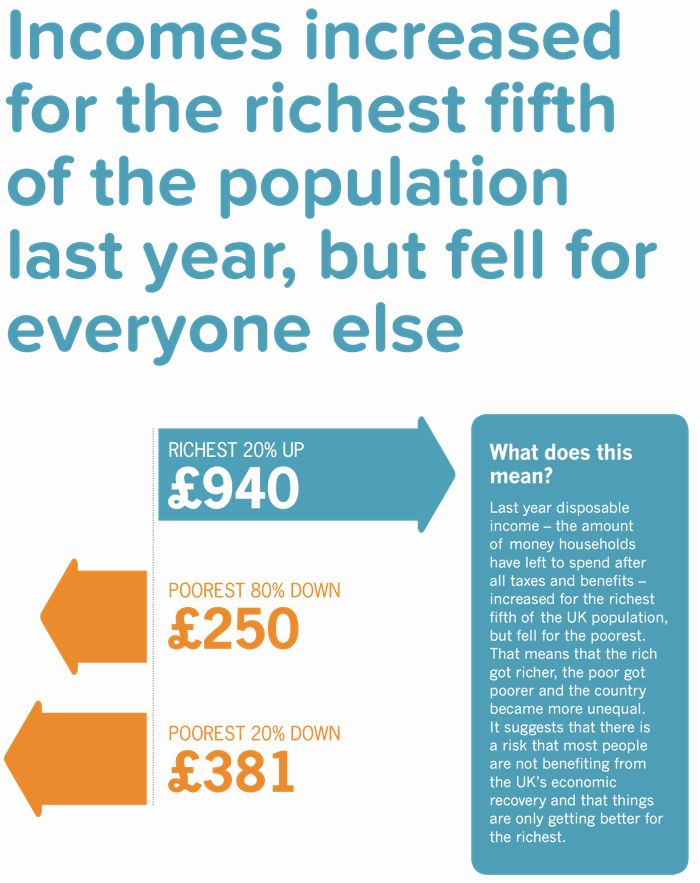 Incomes increased
for the richest fifth
of the population
last year, but fell for
everyone else
RICHEST 20% UP
£940
POOREST 80% DOWN
£250
POOREST 20% DOWN
£381
What does this
mean?
Last year disposable
income – the amount
of money households
have left to spend after
all taxes and benefits –
increased for the richest
fifth of the UK population,
but fell for the poorest.
That means that the rich
got richer, the poor got
poorer and the country
became more unequal.
It suggests that there is
a risk that most people
are not benefiting from
the UK's economic
recovery and that things
are only getting better for
the richest.